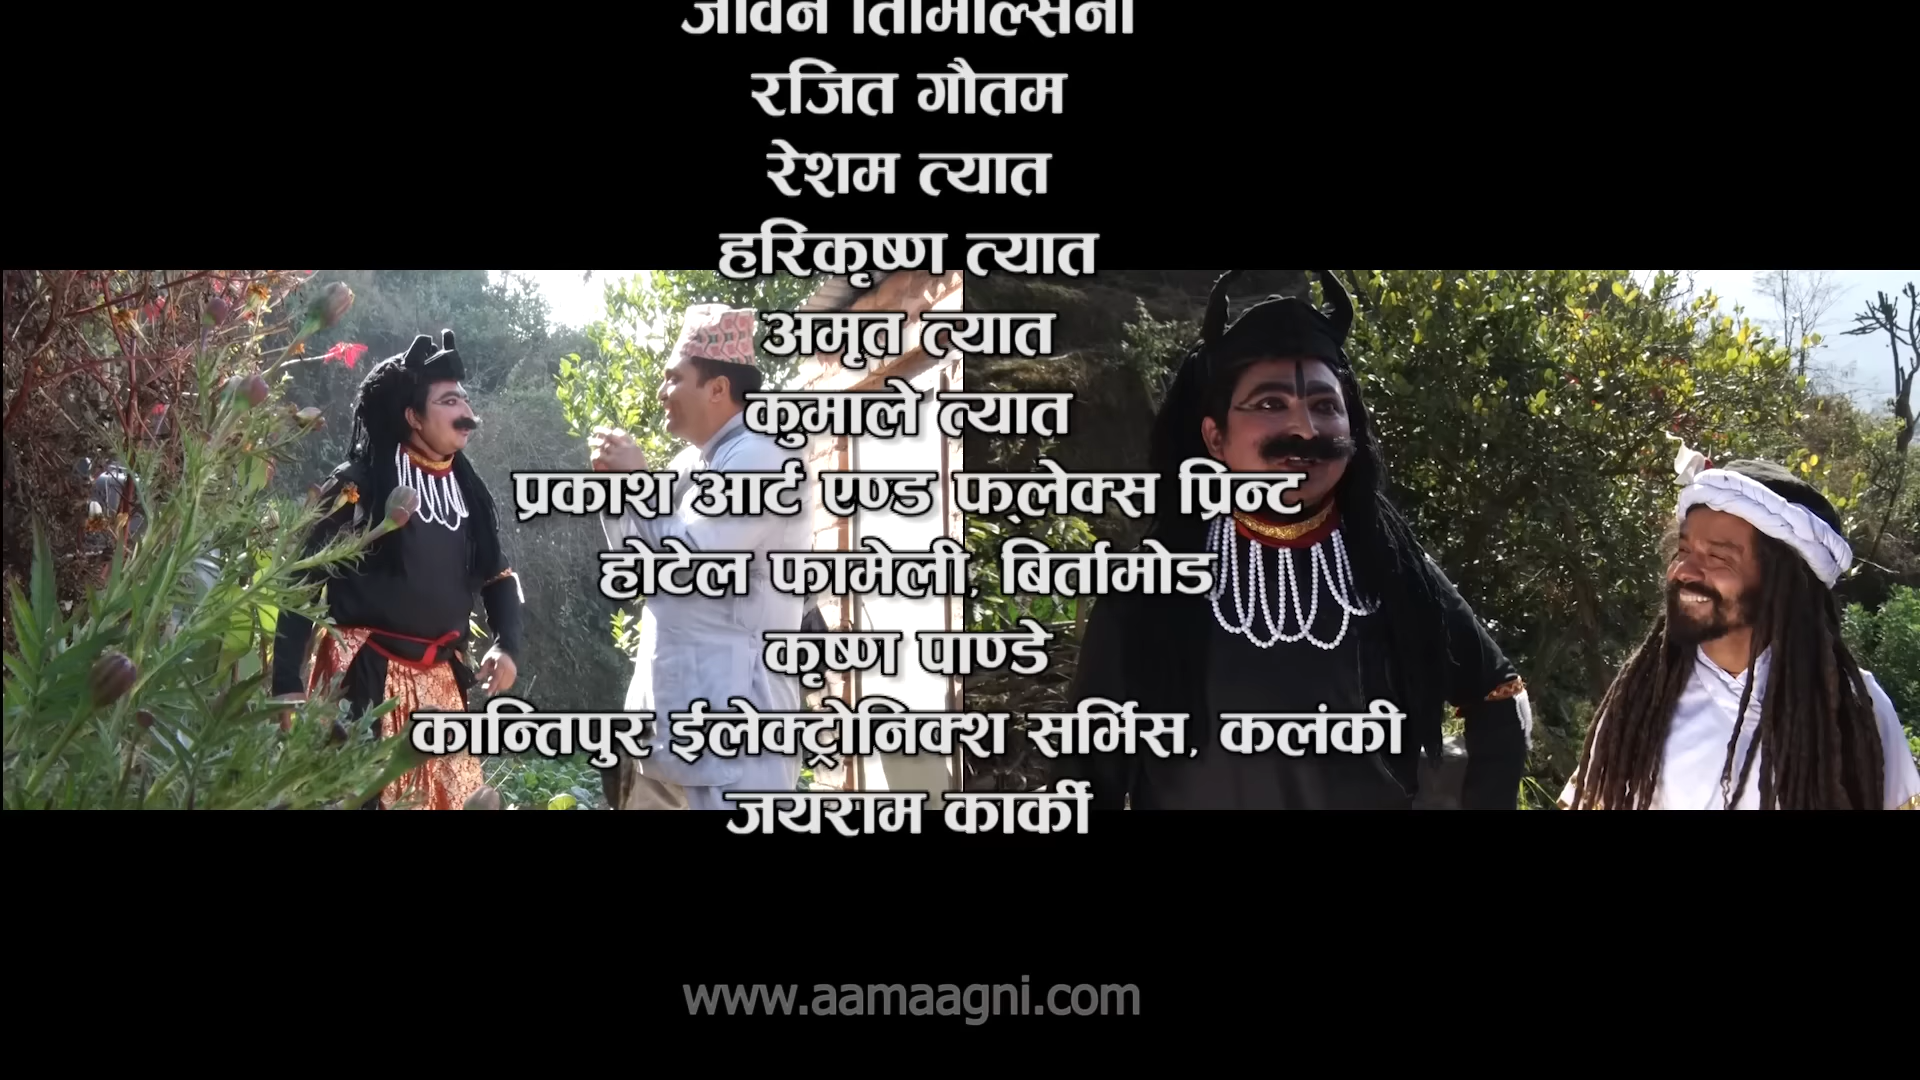 जीवन तिमिल्सिना
रजित गौतम
रेशम त्यात
हरिकृष्ण त्यात
अमृत त्यात
कुमाले त्यात
प्रकाश आर्ट एण्ड फ्लेक्स प्रिन्ट
होटेल फामेली, बिर्तामोड
कृष्ण पाण्डे
कान्तिपुर ईलेक्ट्रोनिक्श सर्भिस, कलंकी
जयराम कार्की
www.aamaagni.com